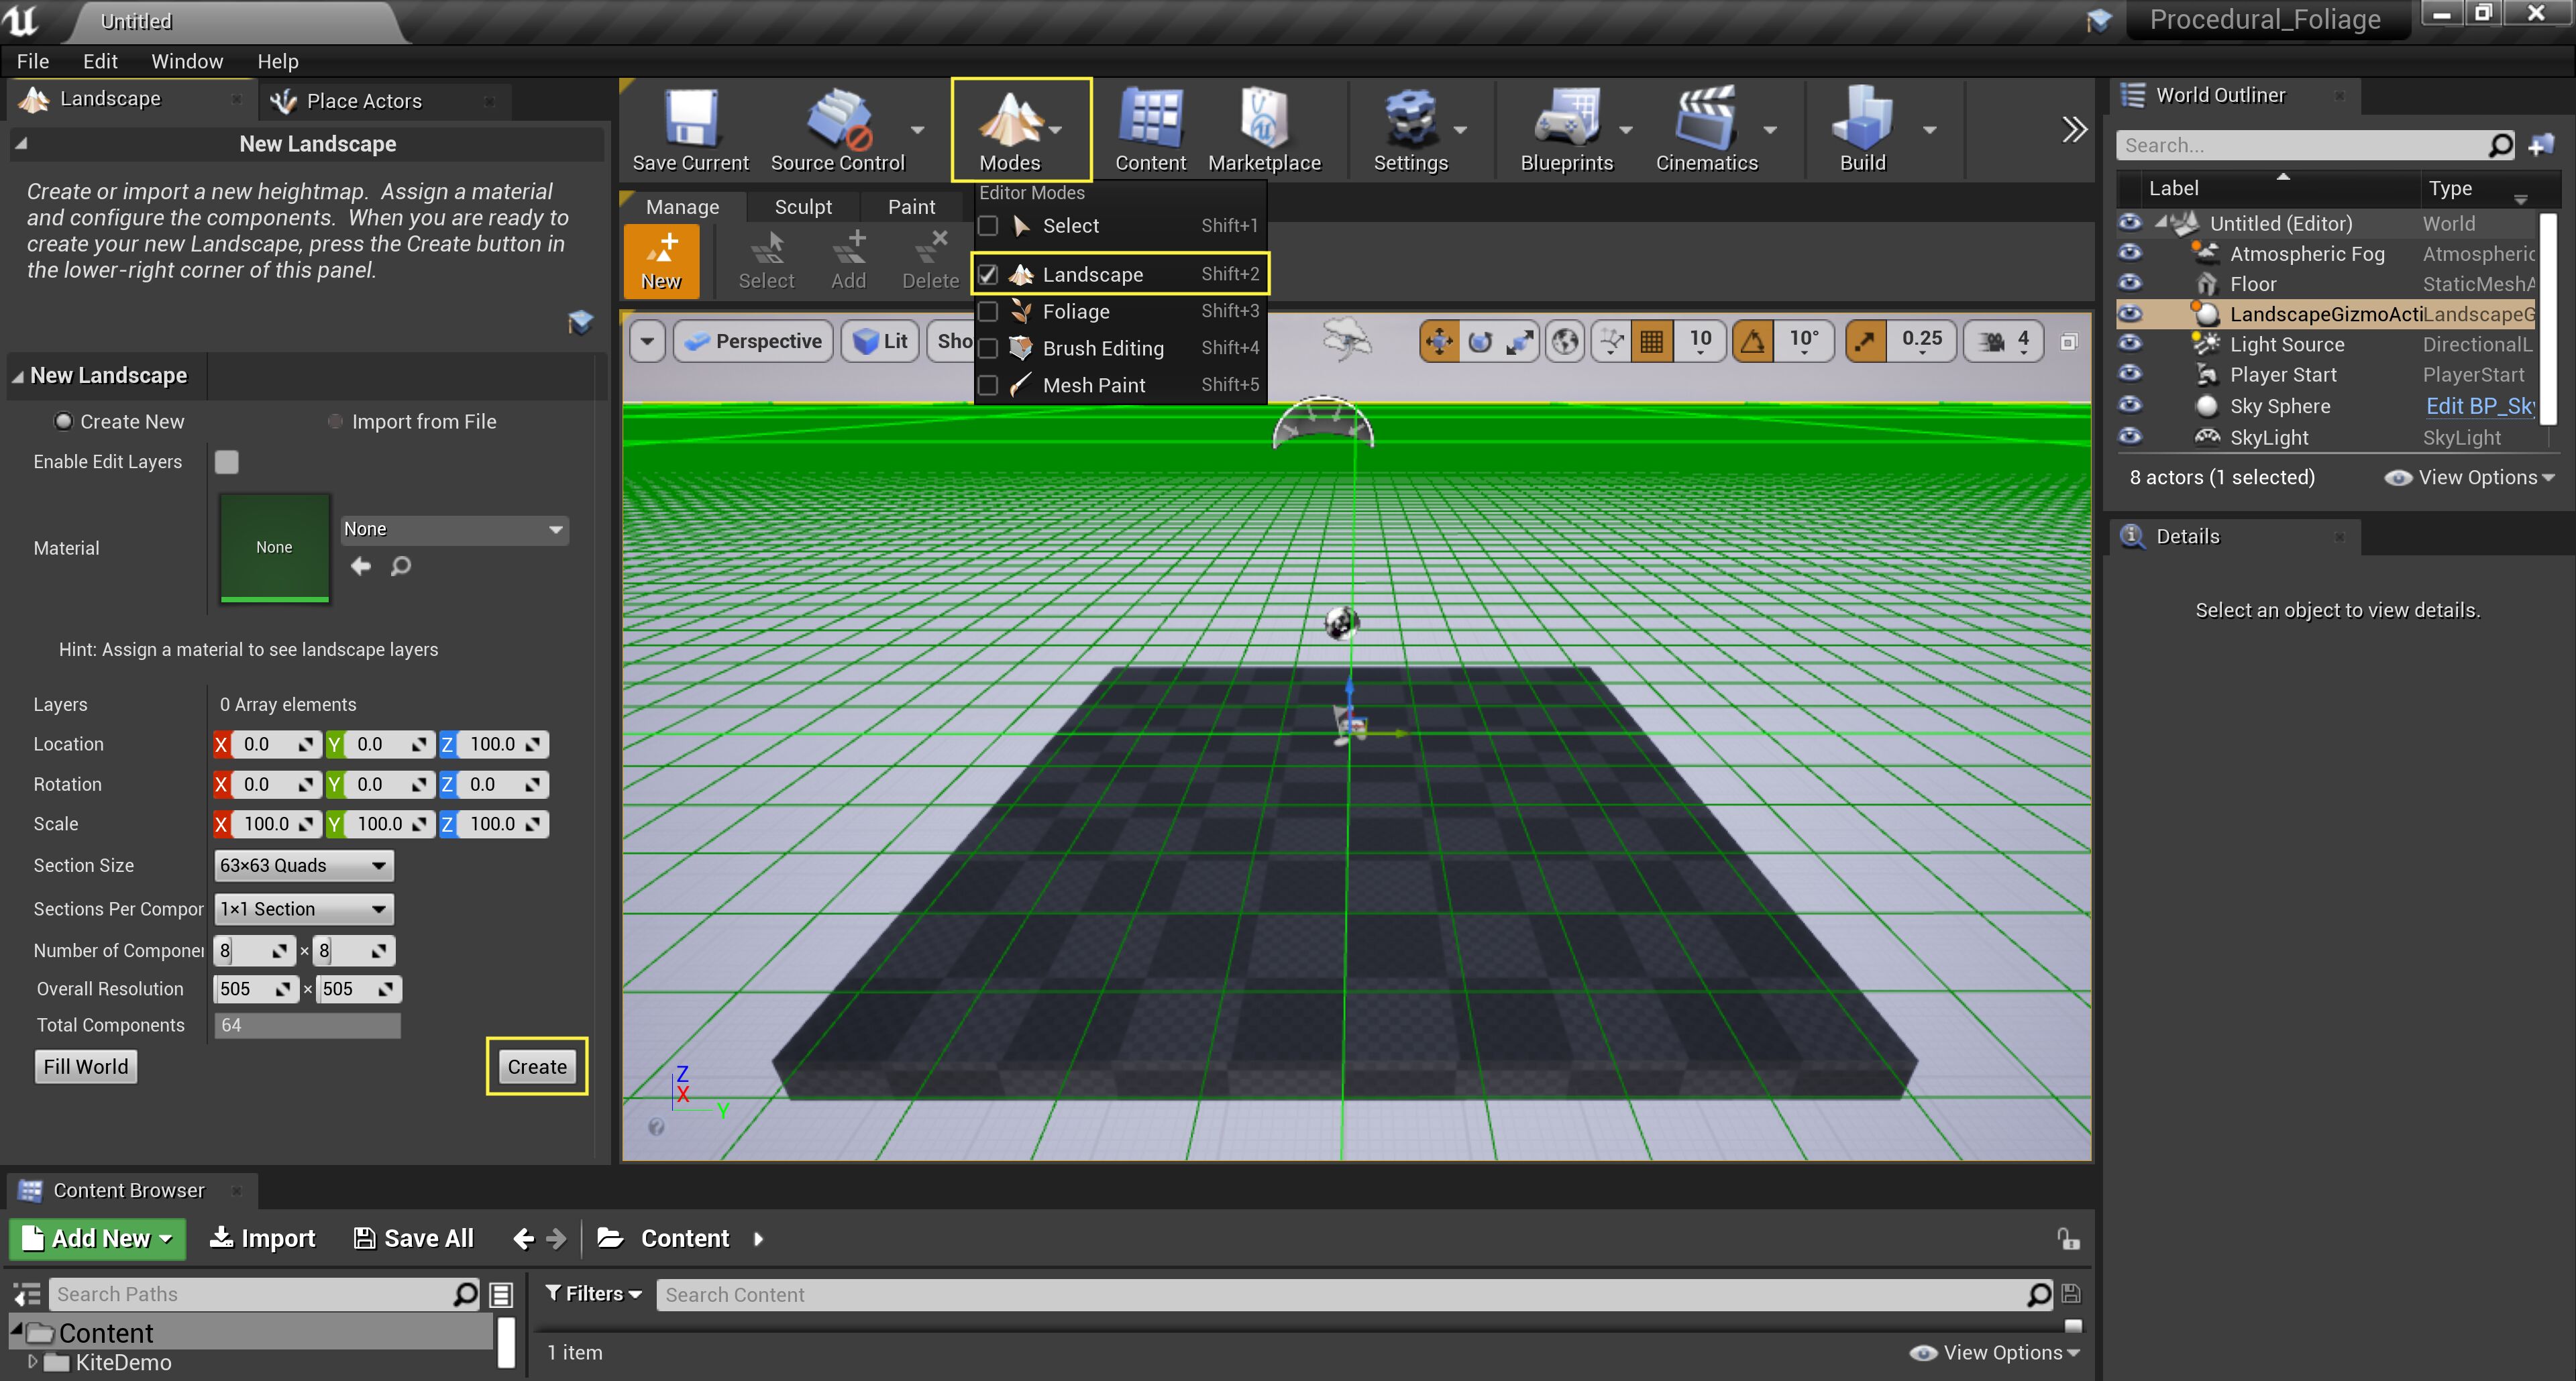 Untitled
Procedural_Foliage
File Edit Window Help
Landscape
Place Actors
New Landscape
Create or import a new heightmap. Assign a material
and configure the components. When you are ready to
create your new Landscape, press the Create button in
the lower-right corner of this panel.
New Landscape
Create New
Import from File
Enable Edit Layers
Material
None
None
Hint: Assign a material to see landscape layers
Layers 0 Array elements
Location X 0.0 Y 0.0 Z 100.0
Rotation X 0.0 Y 0.0 Z 0.0
Scale X 100.0 Y 100.0 Z 100.0
Section Size 63×63 Quads
Sections Per Compor 1×1 Section
Number of Componer 8 × 8
Overall Resolution 505 × 505
Total Components 64
Fill World
Create
Save Current
Source Control
Modes
Content
Marketplace
Settings
Blueprints
Cinematics
Build
Manage Sculpt Paint
New Select Add Delete
Editor Modes
Select Shift+1
Landscape Shift+2
Foliage Shift+3
Brush Editing Shift+4
Mesh Paint Shift+5
Perspective Lit Sho
10 10° 0.25 4
Z
X
Y
World Outliner
Search...
Label Type
Untitled (Editor) World
Atmospheric Fog Atmospheric
Floor StaticMeshA
LandscapeGizmoActi LandscapeG
Light Source DirectionalL
Player Start PlayerStart
Sky Sphere Edit BP_Sky
SkyLight SkyLight
8 actors (1 selected) View Options
Details
Select an object to view details.
Content Browser
Add New Import Save All Content
Search Paths
Filters Search Content
Content
KiteDemo
1 item View Options